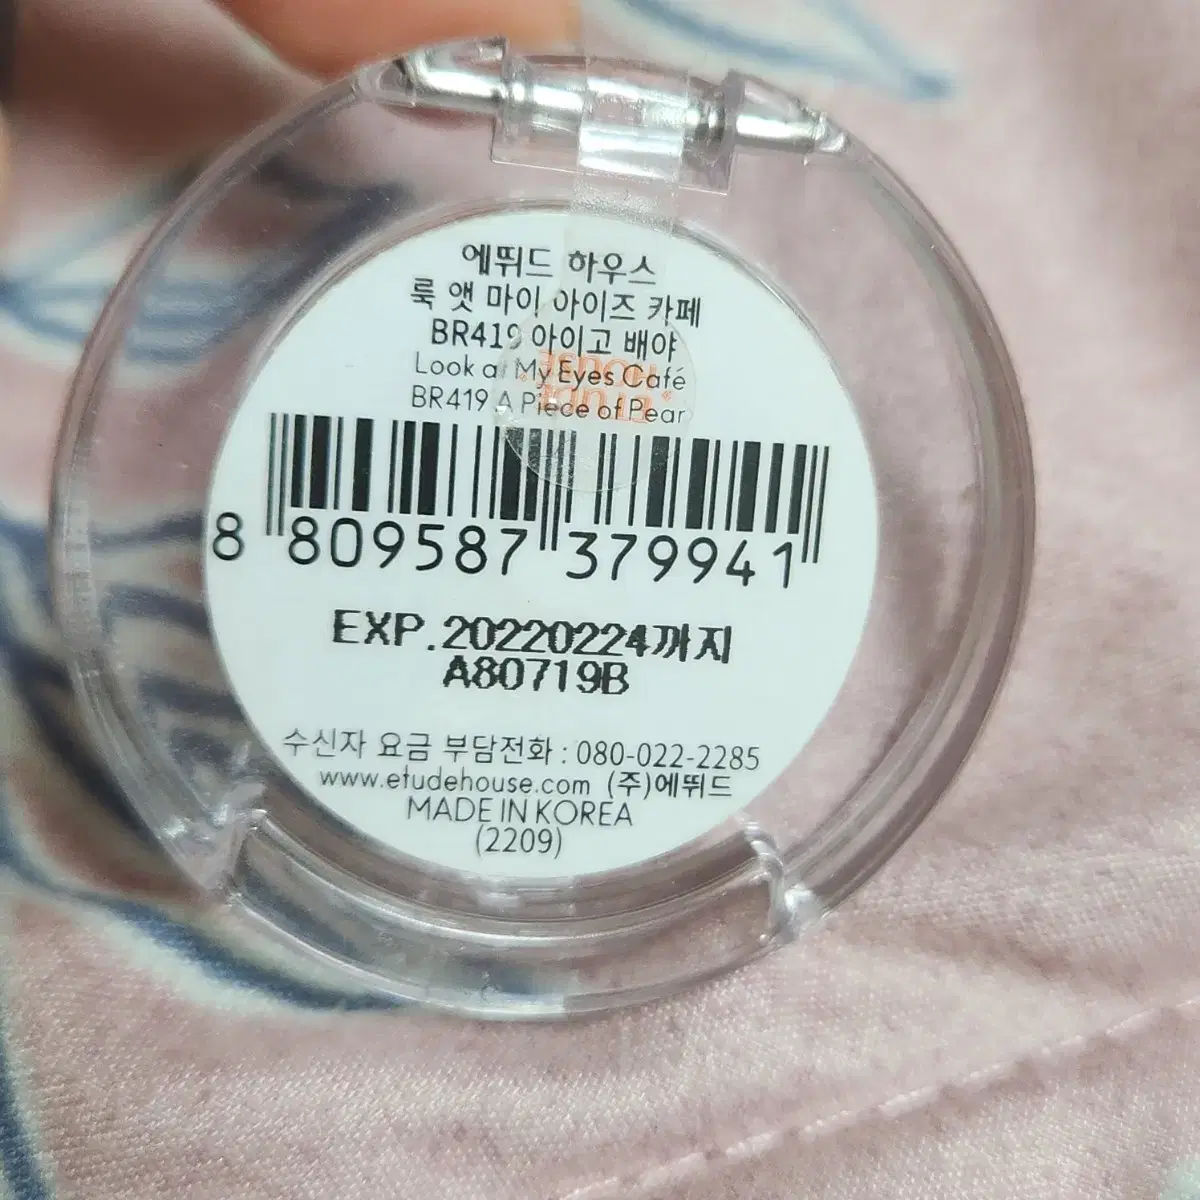 에뛰드 하우스
룩 앳 마이 아이즈 카페
BR419 아이고 배야
Look at My Eyes Café
BR419 A Piece of Pear
8 809587 379941
EXP.20220224까지
A80719B
수신자 요금 부담전화 : 080-022-2285
www.etudehouse.com (주)에뛰드
MADE IN KOREA
(2209)